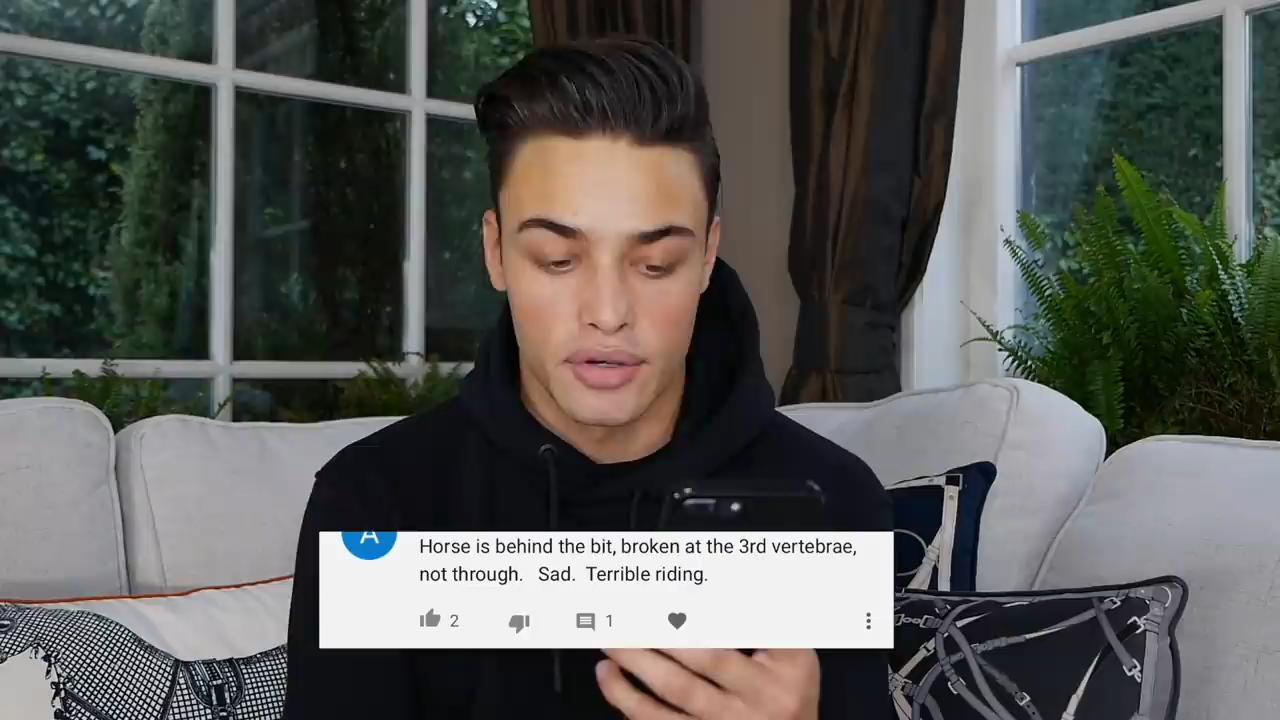 A
Horse is behind the bit, broken at the 3rd vertebrae,
not through.   Sad.  Terrible riding.
2 1